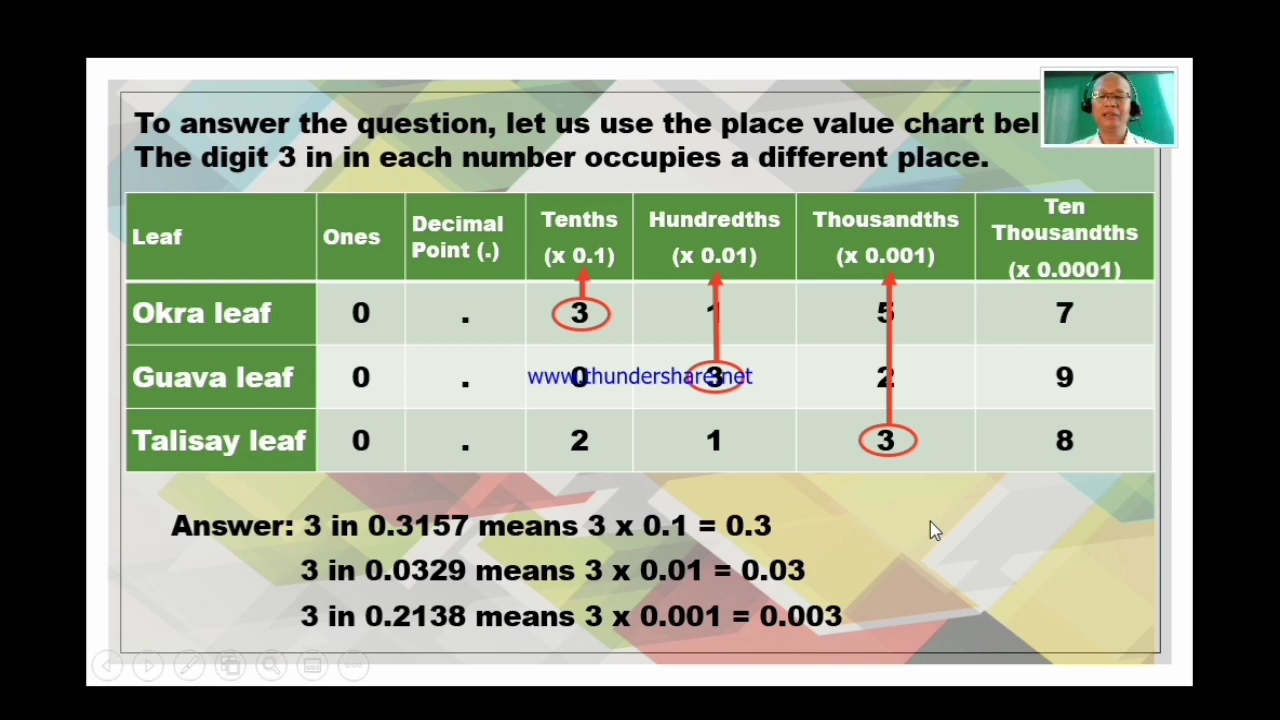 To answer the question, let us use the place value chart bel
The digit 3 in in each number occupies a different place.
Leaf Ones Decimal Point (.) Tenths (x 0.1) Hundredths (x 0.01) Thousandths (x 0.001) Ten Thousandths (x 0.0001)
Okra leaf 0 . 3 1 5 7
Guava leaf 0 . 0 3 2 9
www.thundershare.net
Talisay leaf 0 . 2 1 3 8
Answer: 3 in 0.3157 means 3 x 0.1 = 0.3
3 in 0.0329 means 3 x 0.01 = 0.03
3 in 0.2138 means 3 x 0.001 = 0.003